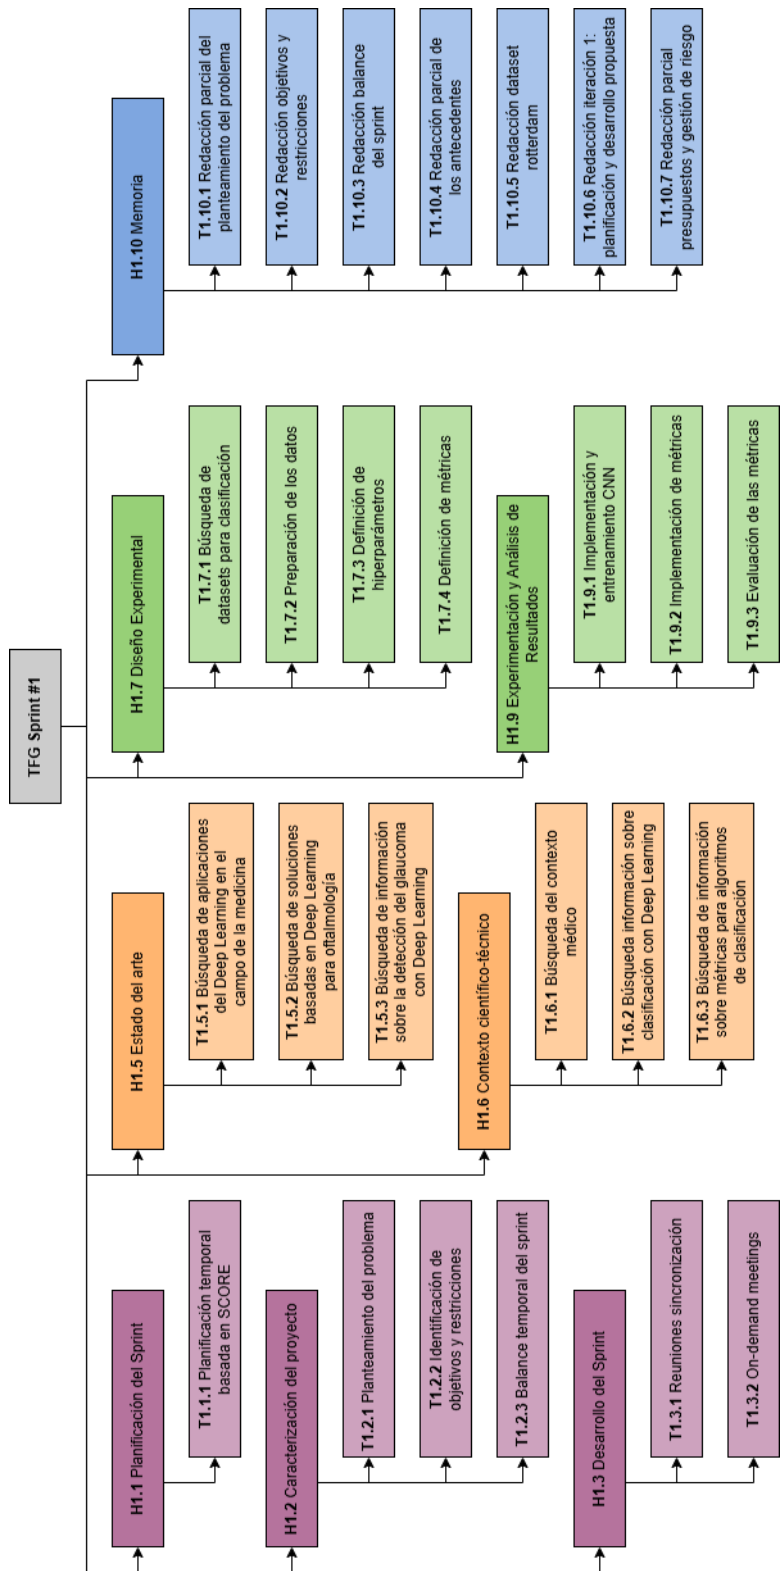 TFG Sprint #1
H1.1 Planificación del Sprint
T1.1.1 Planificación temporal
basada en SCORE
H1.2 Caracterización del proyecto
T1.2.1 Planteamiento del problema
T1.2.2 Identificación de
objetivos y restricciones
T1.2.3 Balance temporal del sprint
H1.3 Desarrollo del Sprint
T1.3.1 Reuniones sincronización
T1.3.2 On-demand meetings
H1.5 Estado del arte
T1.5.1 Búsqueda de aplicaciones
del Deep Learning en el
campo de la medicina
T1.5.2 Búsqueda de soluciones
basadas en Deep Learning
para oftalmología
T1.5.3 Búsqueda de información
sobre la detección del glaucoma
con Deep Learning
H1.6 Contexto científico-técnico
T1.6.1 Búsqueda del contexto
médico
T1.6.2 Búsqueda información sobre
clasificación con Deep Learning
T1.6.3 Búsqueda de información
sobre métricas para algoritmos
de clasificación
H1.7 Diseño Experimental
T1.7.1 Búsqueda de
datasets para clasificación
T1.7.2 Preparación de los datos
T1.7.3 Definición de
hiperparámetros
T1.7.4 Definición de métricas
H1.9 Experimentación y Análisis de
Resultados
T1.9.1 Implementación y
entrenamiento CNN
T1.9.2 Implementación de métricas
T1.9.3 Evaluación de las métricas
H1.10 Memoria
T1.10.1 Redacción parcial del
planteamiento del problema
T1.10.2 Redacción objetivos y
restricciones
T1.10.3 Redacción balance
del sprint
T1.10.4 Redacción parcial de
los antecedentes
T1.10.5 Redacción dataset
rotterdam
T1.10.6 Redacción iteración 1:
planificación y desarrollo propuesta
T1.10.7 Redacción parcial
presupuestos y gestión de riesgo